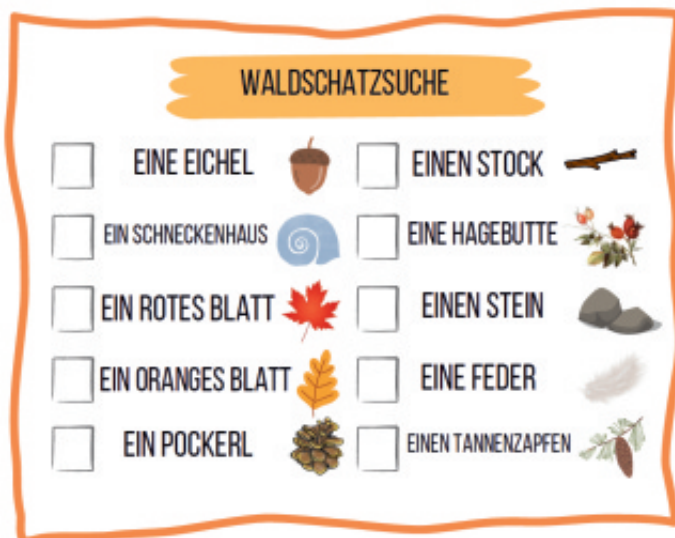 WALDSCHATZSUCHE
EINE EICHEL
EIN SCHNECKENHAUS
EIN ROTES BLATT
EIN ORANGES BLATT
EIN POCKERL
EINEN STOCK
EINE HAGEBUTTE
EINEN STEIN
EINE FEDER
EINEN TANNENZAPFEN